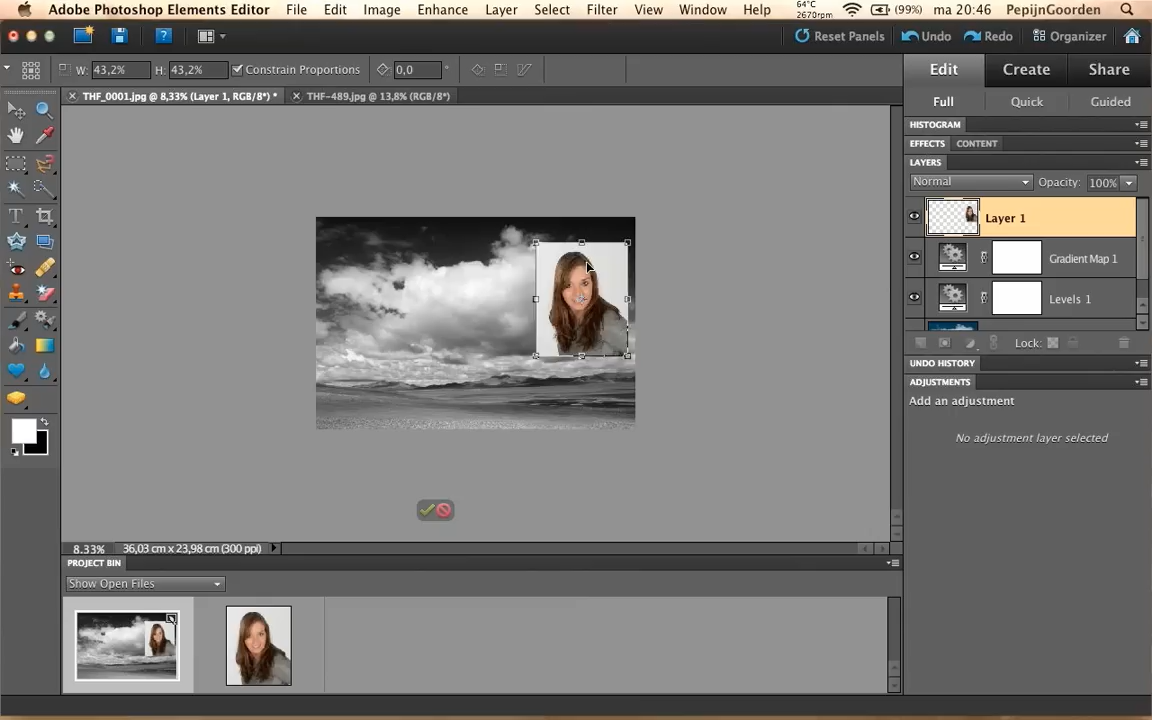 Adobe Photoshop Elements Editor File Edit Image Enhance Layer Select Filter View Window Help 64°C 2670rpm (99%) ma 20:46 PepijnGoorden
Reset Panels Undo Redo Organizer
W: 43,2% H: 43,2% Constrain Proportions 0,0 °
Edit Create Share
THF_0001.jpg @ 8,33% (Layer 1, RGB/8*) * THF-489.jpg @ 13,8% (RGB/8*)
Full Quick Guided
HISTOGRAM
EFFECTS CONTENT
LAYERS
Normal Opacity: 100%
Layer 1
Gradient Map 1
Levels 1
Lock:
UNDO HISTORY
ADJUSTMENTS
Add an adjustment
No adjustment layer selected
T
8.33% 36,03 cm x 23,98 cm (300 ppi)
PROJECT BIN
Show Open Files